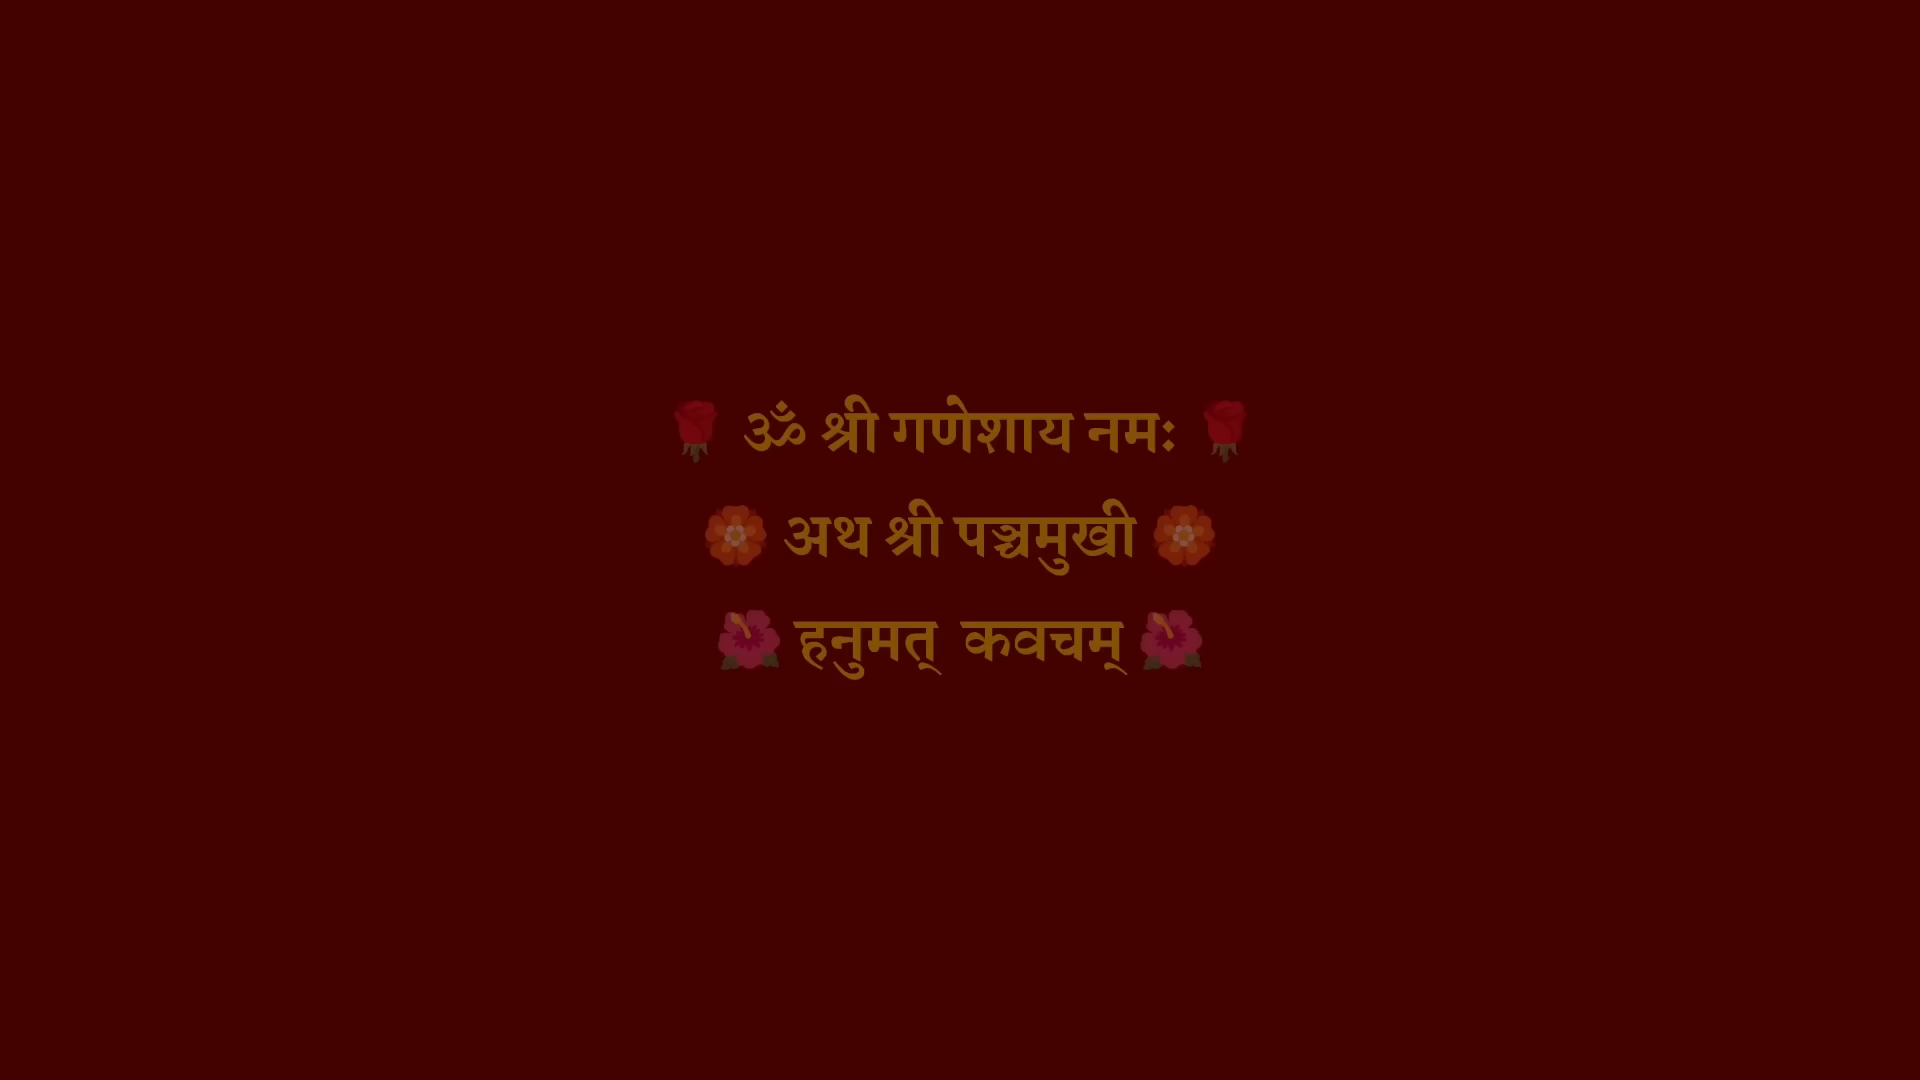 🌹 ॐ श्री गणेशाय नमः 🌹
🏵️ अथ श्री पञ्चमुखी 🏵️
🌺 हनुमत् कवचम् 🌺